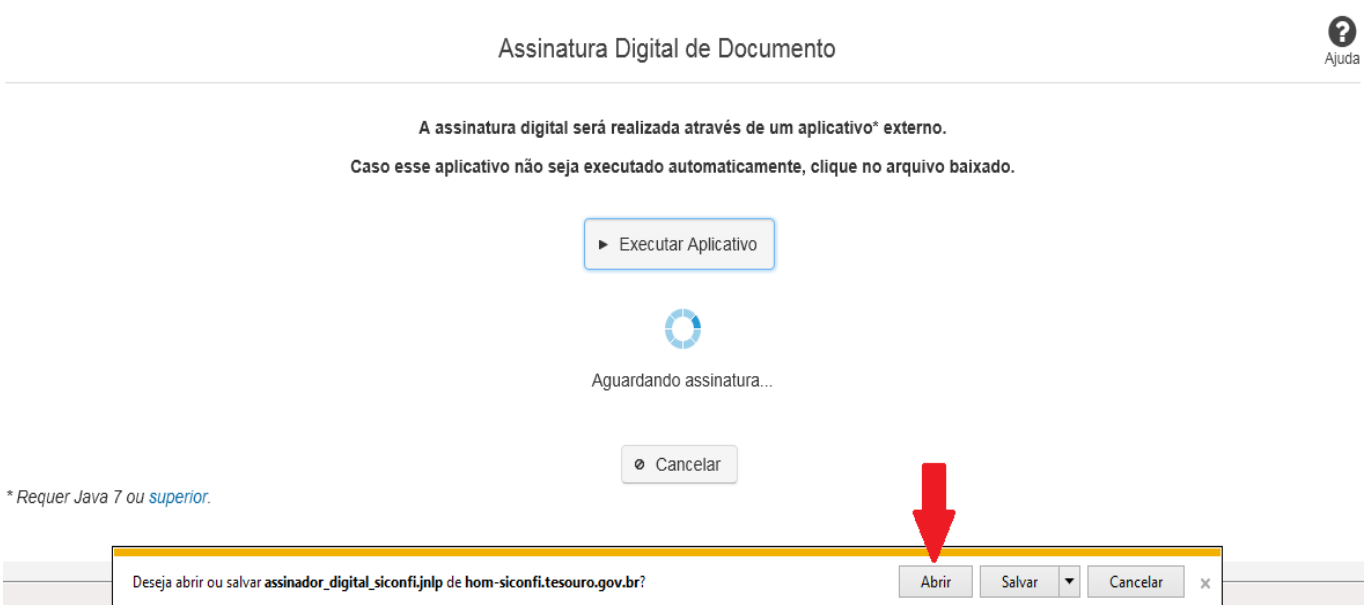 Assinatura Digital de Documento
Ajuda
A assinatura digital será realizada através de um aplicativo* externo.
Caso esse aplicativo não seja executado automaticamente, clique no arquivo baixado.
Executar Aplicativo
Aguardando assinatura...
Cancelar
* Requer Java 7 ou superior.
Deseja abrir ou salvar assinador_digital_siconfi.jnlp de hom-siconfi.tesouro.gov.br? Abrir Salvar Cancelar